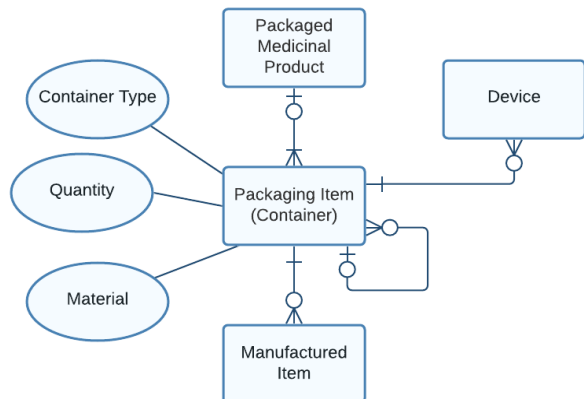 Packaged
Medicinal
Product
Container Type
Device
Quantity
Packaging Item
(Container)
Material
Manufactured
Item